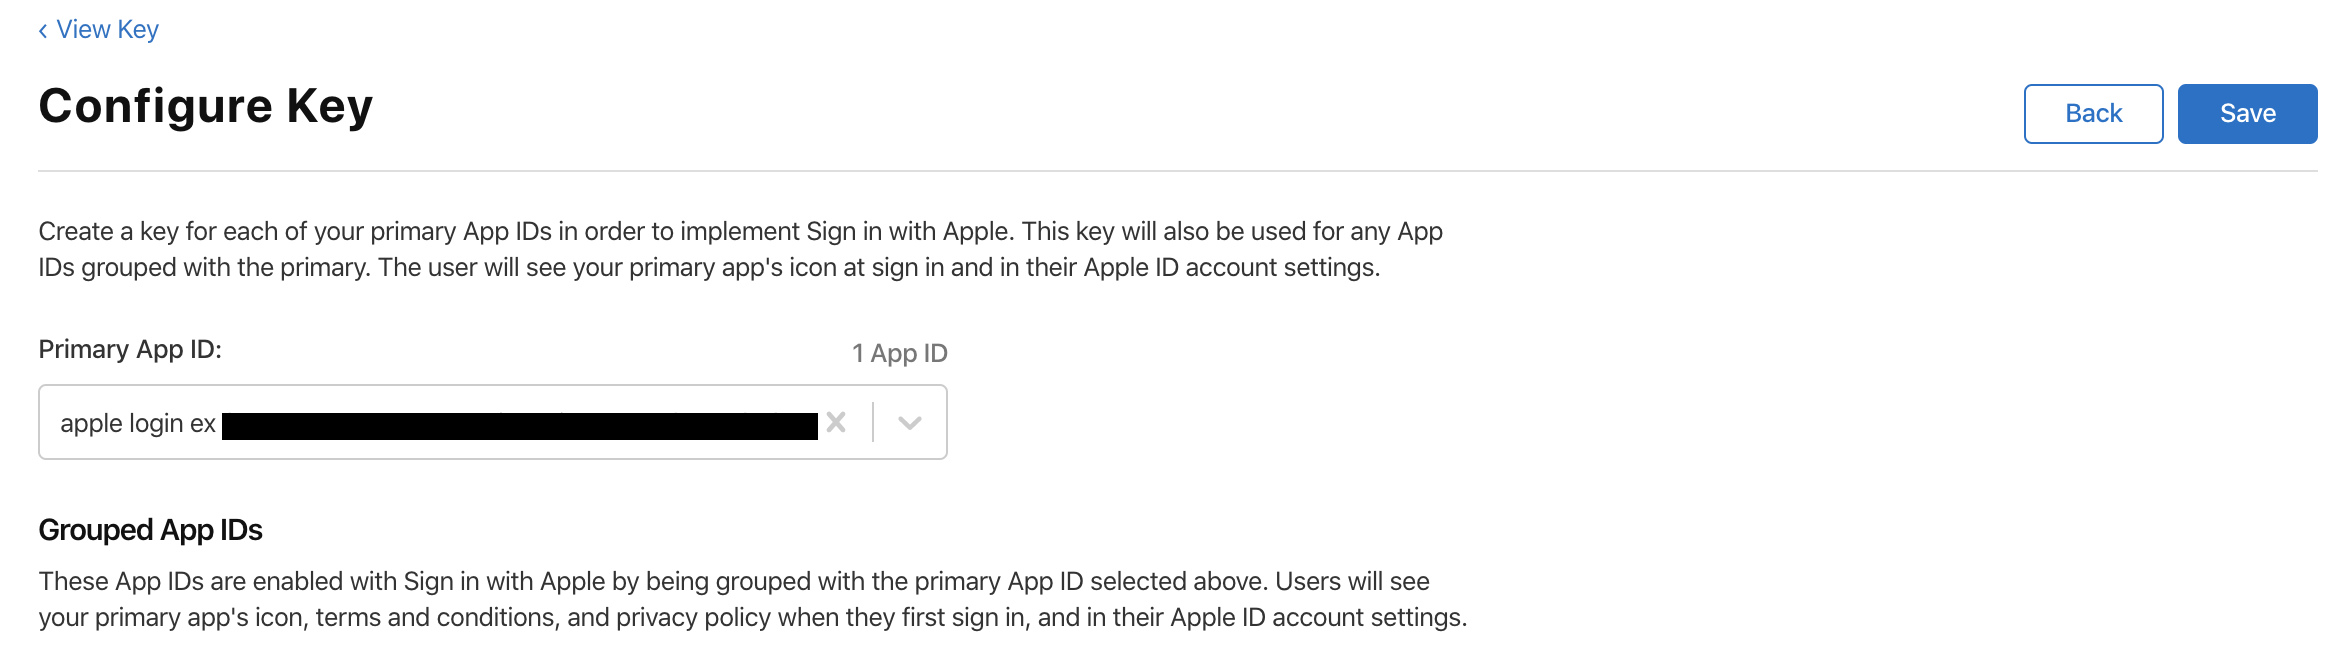 ‹ View Key
Configure Key
Back
Save
Create a key for each of your primary App IDs in order to implement Sign in with Apple. This key will also be used for any App
IDs grouped with the primary. The user will see your primary app's icon at sign in and in their Apple ID account settings.
Primary App ID:
1 App ID
apple login ex
Grouped App IDs
These App IDs are enabled with Sign in with Apple by being grouped with the primary App ID selected above. Users will see
your primary app's icon, terms and conditions, and privacy policy when they first sign in, and in their Apple ID account settings.